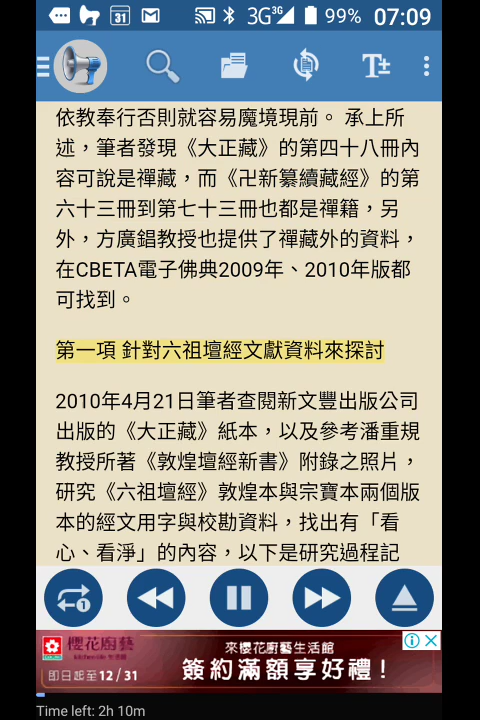 31
3G 3G
99%
07:09
T±
依教奉行否則就容易魔境現前。 承上所
述，筆者發現《大正藏》的第四十八冊內
容可說是禪藏，而《卍新纂續藏經》的第
六十三冊到第七十三冊也都是禪籍，另
外，方廣錩教授也提供了禪藏外的資料，
在CBETA電子佛典2009年、2010年版都
可找到。
第一項 針對六祖壇經文獻資料來探討
2010年4月21日筆者查閱新文豐出版公司
出版的《大正藏》紙本，以及參考潘重規
教授所著《敦煌壇經新書》附錄之照片，
研究《六祖壇經》敦煌本與宗寶本兩個版
本的經文用字與校勘資料，找出有「看
心、看淨」的內容，以下是研究過程記
1
櫻花廚藝
即日起至12/31
來櫻花廚藝生活館
簽約滿額享好禮！
Time left: 2h 10m